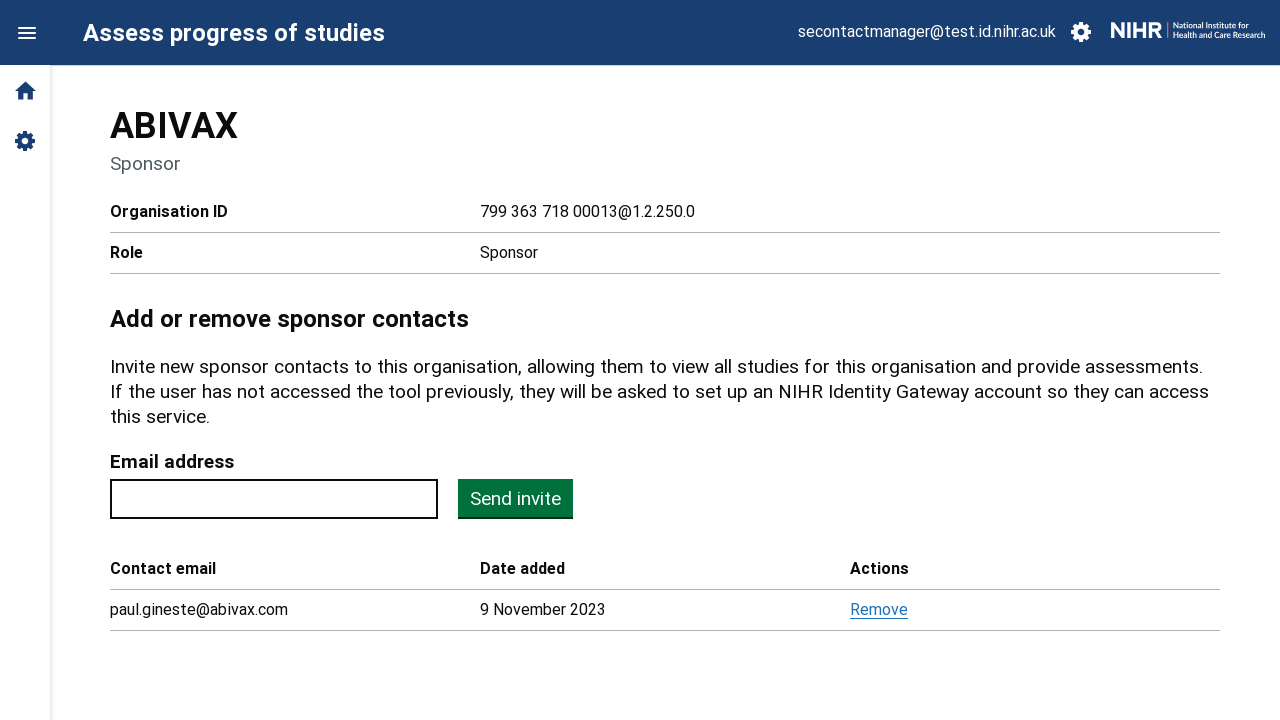 Assess progress of studies
secontactmanager@test.id.nihr.ac.uk
NIHR | National Institute for
Health and Care Research
ABIVAX
Sponsor
Organisation ID 799 363 718 00013@1.2.250.0
Role Sponsor
Add or remove sponsor contacts
Invite new sponsor contacts to this organisation, allowing them to view all studies for this organisation and provide assessments.
If the user has not accessed the tool previously, they will be asked to set up an NIHR Identity Gateway account so they can access
this service.
Email address
Send invite
Contact email Date added Actions
paul.gineste@abivax.com 9 November 2023 Remove